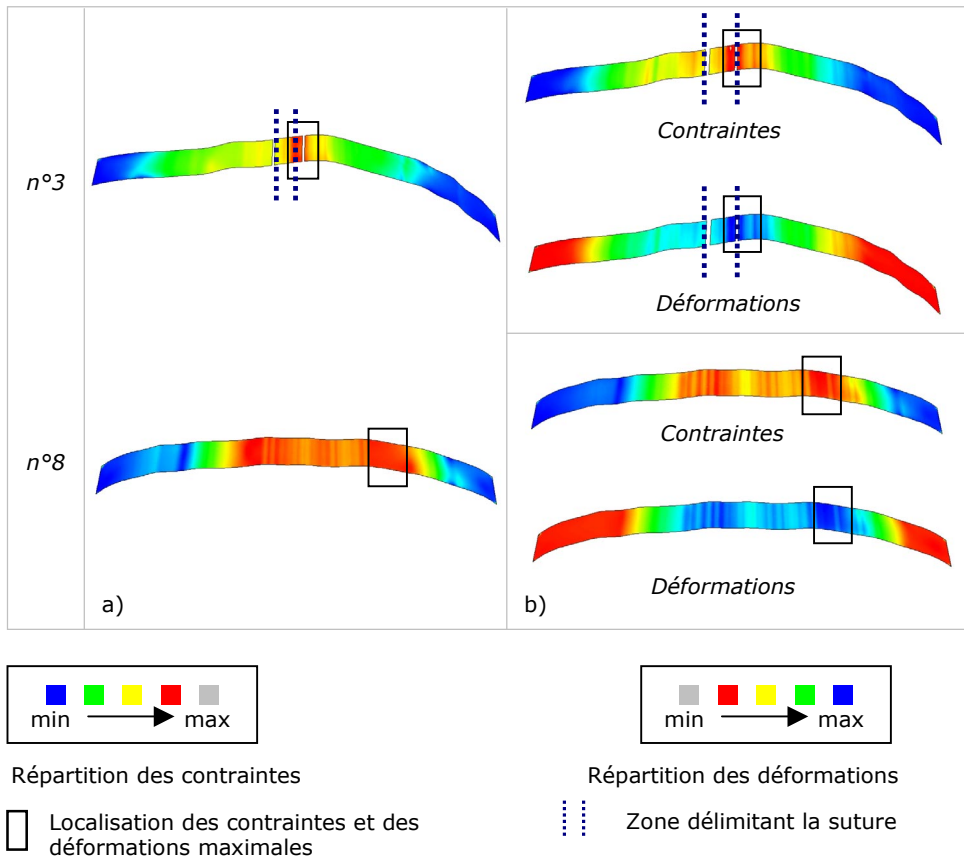 n°3
Contraintes
Déformations
n°8
Contraintes
Déformations
a)
b)
min
max
min
max
Répartition des contraintes
Répartition des déformations
Localisation des contraintes et des
déformations maximales
Zone délimitant la suture